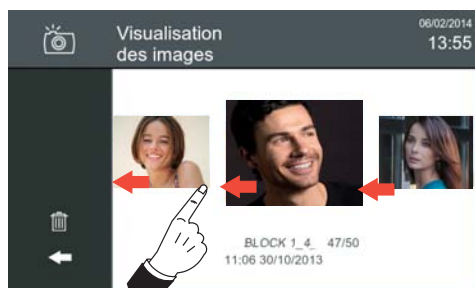 Visualisation
des images
06/02/2014
13:55
BLOCK 1_4_ 47/50
11:06 30/10/2013